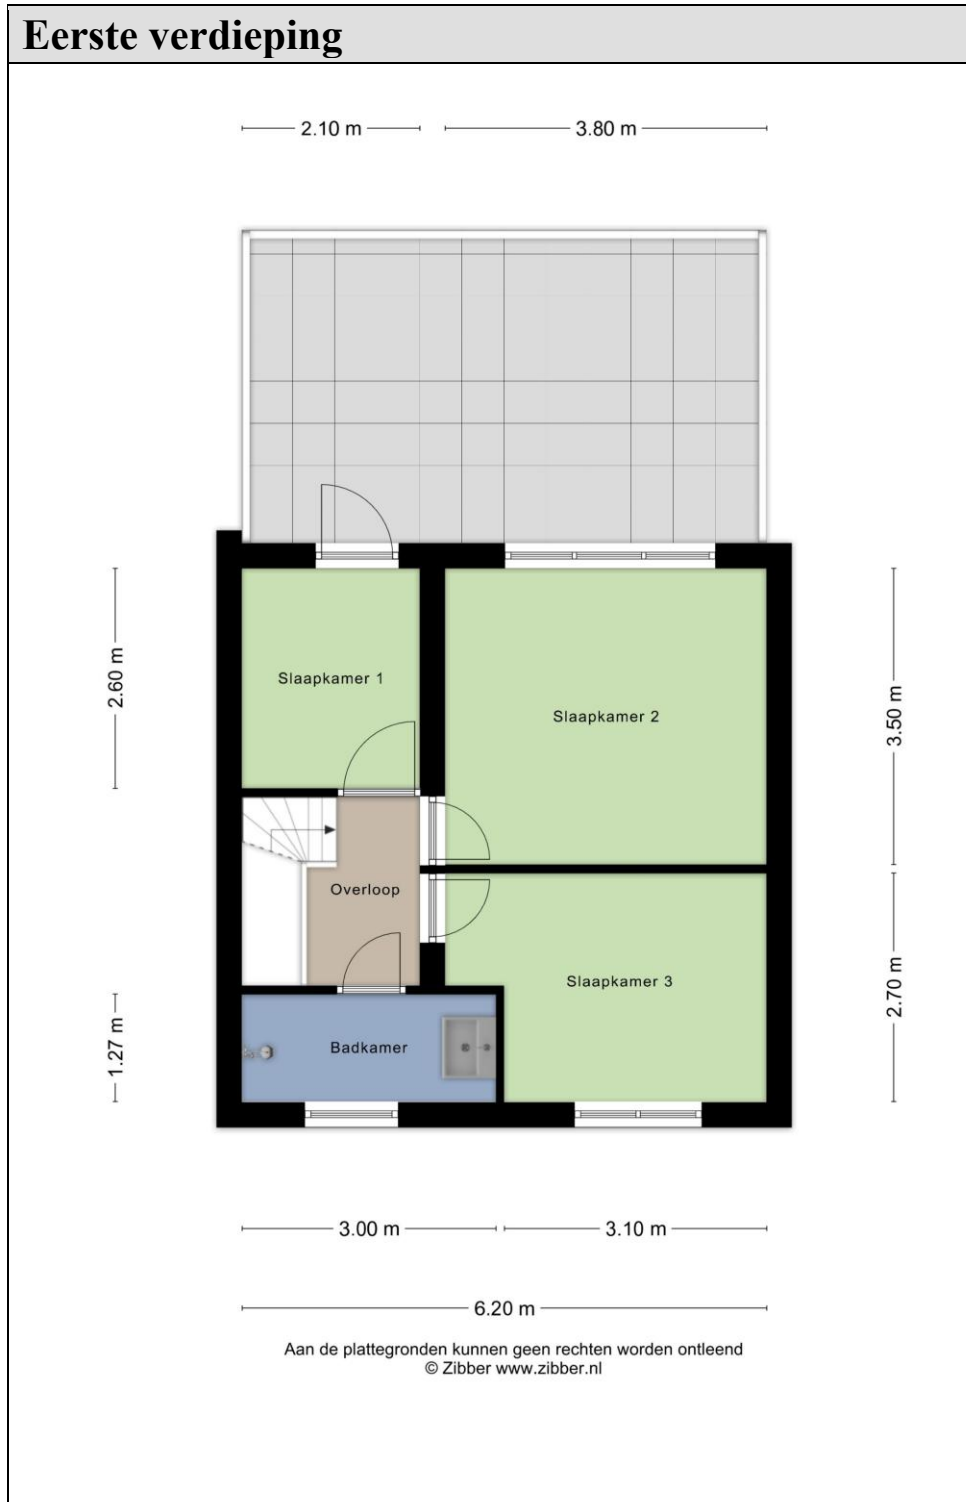 Eerste verdieping
2.10 m
3.80 m
2.60 m
Slaapkamer 1
Slaapkamer 2
3.50 m
Overloop
Slaapkamer 3
2.70 m
1.27 m
Badkamer
3.00 m
3.10 m
6.20 m
Aan de plattegronden kunnen geen rechten worden ontleend
© Zibber www.zibber.nl